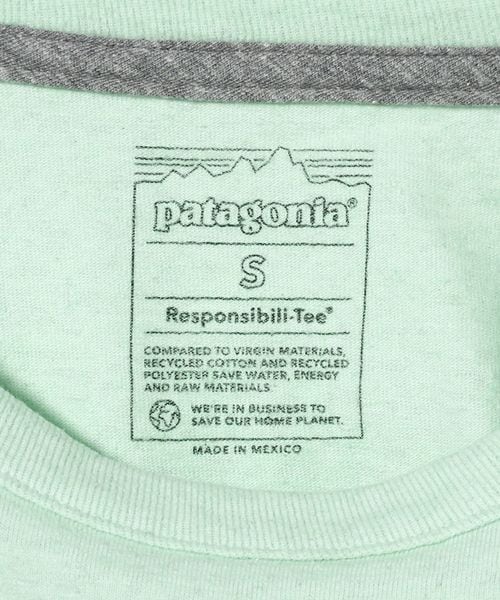 patagonia®
S
Responsibili-Tee®
COMPARED TO VIRGIN MATERIALS,
RECYCLED COTTON AND RECYCLED
POLYESTER SAVE WATER, ENERGY
AND RAW MATERIALS
WE'RE IN BUSINESS TO
SAVE OUR HOME PLANET.
MADE IN MEXICO